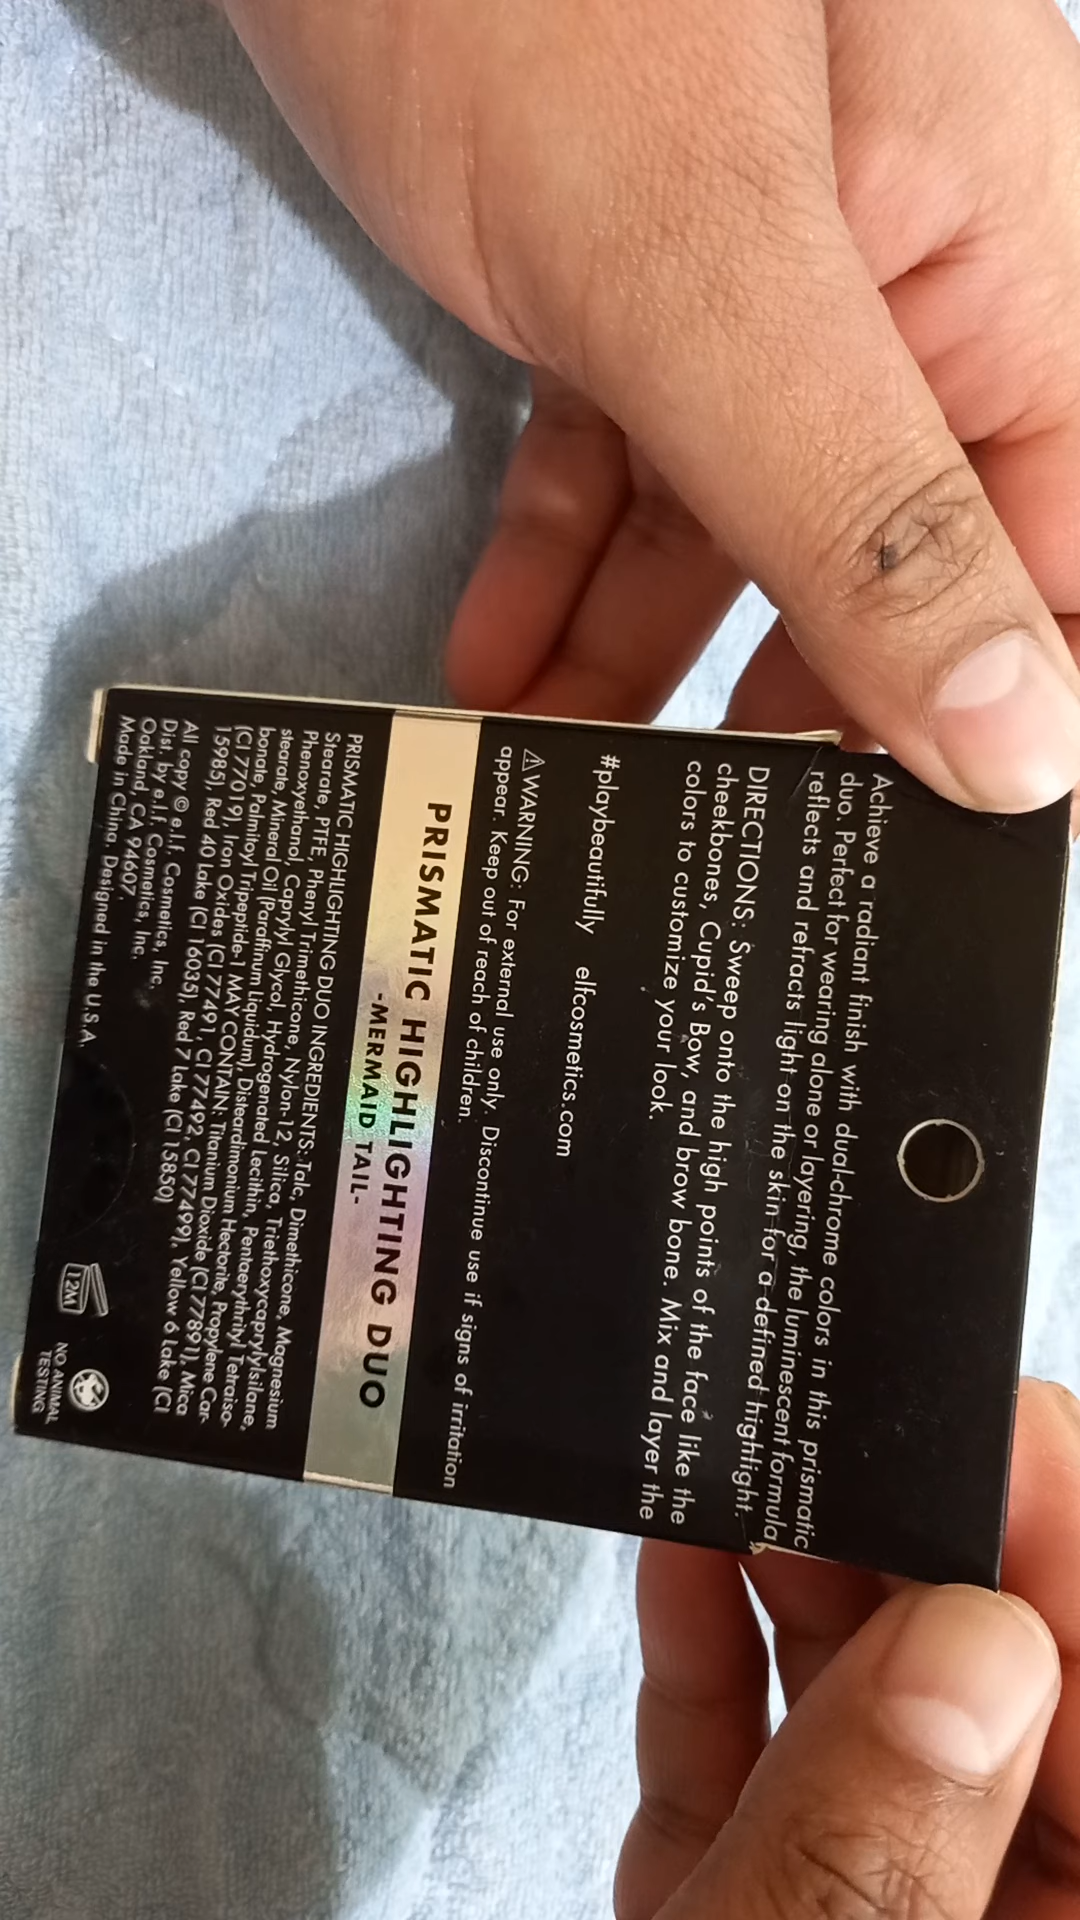 Achieve a radiant finish with dual-chrome colors in this prismatic
duo. Perfect for wearing alone or layering, the luminescent formula
reflects and refracts light on the skin for a defined highlight.
DIRECTIONS: Sweep onto the high points of the face like the
cheekbones, Cupid's Bow, and brow bone. Mix and layer the
colors to customize your look.
#playbeautifully elfcosmetics.com
⚠WARNING: For external use only. Discontinue use if signs of irritation
appear. Keep out of reach of children.
PRISMATIC HIGHLIGHTING DUO
-MERMAID TAIL-
PRISMATIC HIGHLIGHTING DUO INGREDIENTS: Talc, Dimethicone, Magnesium
Stearate, PTFE, Phenyl Trimethicone, Nylon-12, Silica, Triethoxycaprylylsilane,
Phenoxyethanol, Caprylyl Glycol, Hydrogenated Lecithin, Pentaerythrityl Tetraiso-
stearate, Mineral Oil (Paraffinum Liquidum), Disteardimonium Hectorite, Propylene Car-
bonate, Palmitoyl Tripeptide-1 MAY CONTAIN: Titanium Dioxide (CI 77891), Mica
(CI 77019), Iron Oxides (CI 77491, CI 77492, CI 77499), Yellow 6 Lake (CI
15985), Red 40 Lake (CI 16035), Red 7 Lake (CI 15850)
All copy © e.l.f. Cosmetics, Inc.
Dist. by e.l.f. Cosmetics, Inc.
Oakland, CA 94607.
Made in China. Designed in the U.S.A.
12M
NO ANIMAL
TESTING